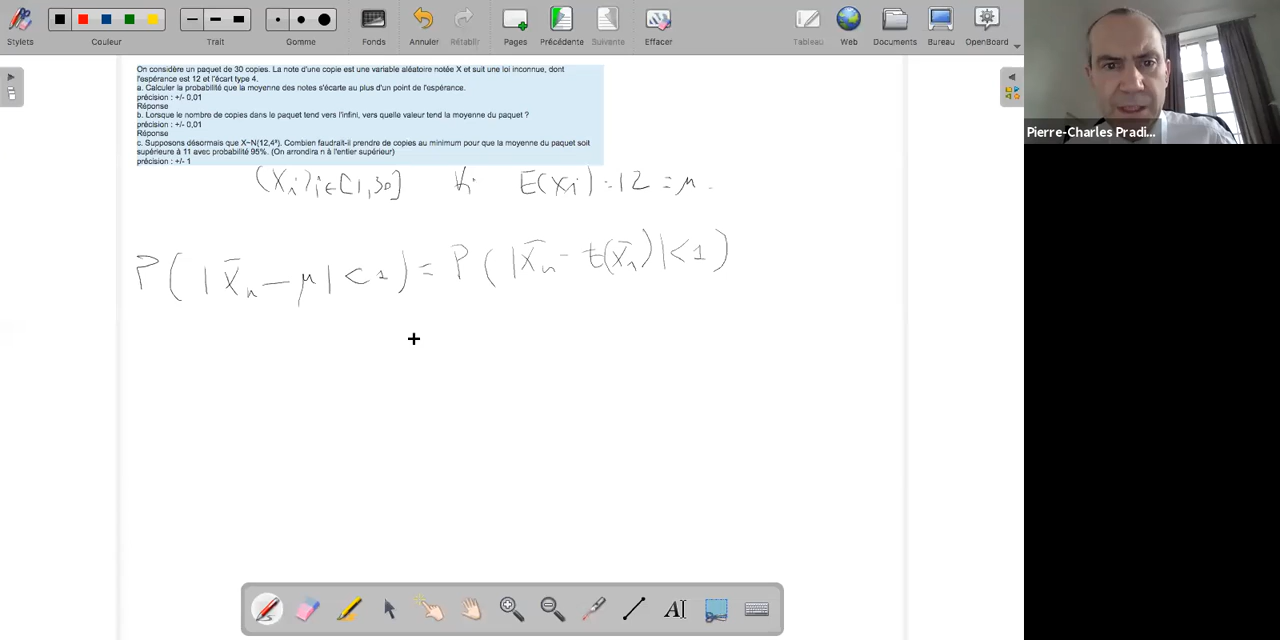 Stylets Couleur Trait Gomme Fonds Annuler Rétablir Pages Précédente Suivante Effacer Tableau Web Documents Bureau OpenBoard
Pierre-Charles Pradi...
On considère un paquet de 30 copies. La note d'une copie est une variable aléatoire notée X et suit une loi inconnue, dont
l'espérance est 12 et l'écart type 4.
a. Calculer la probabilité que la moyenne des notes s'écarte au plus d'un point de l'espérance.
précision : +/- 0,01
Réponse
b. Lorsque le nombre de copies dans le paquet tend vers l'infini, vers quelle valeur tend la moyenne du paquet ?
précision : +/- 0,01
Réponse
c. Supposons désormais que X~N(12,4²). Combien faudrait-il prendre de copies au minimum pour que la moyenne du paquet soit
supérieure à 11 avec probabilité 95%. (On arrondira n à l'entier supérieur)
précision : +/- 1
(Xi)i∈[1,30] ∀i E(Xi)=12=μ.
P(|X̄n − μ| < 1) = P(|X̄n − E(X̄n)| < 1)